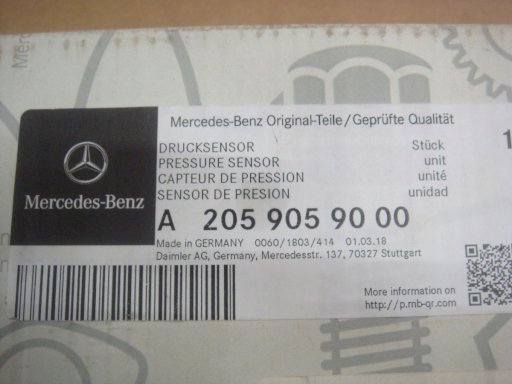 Mercedes-Benz Original-Teile/Geprüfte Qualität
DRUCKSENSOR Stück 1
PRESSURE SENSOR unit
CAPTEUR DE PRESSION unité
SENSOR DE PRESION unidad
Mercedes-Benz
A 205 905 90 00
Made in GERMANY 0060/1803/414 01.03.18
Daimler AG, Germany, Mercedesstr. 137, 70327 Stuttgart
More information on
http://p.mb-qr.com